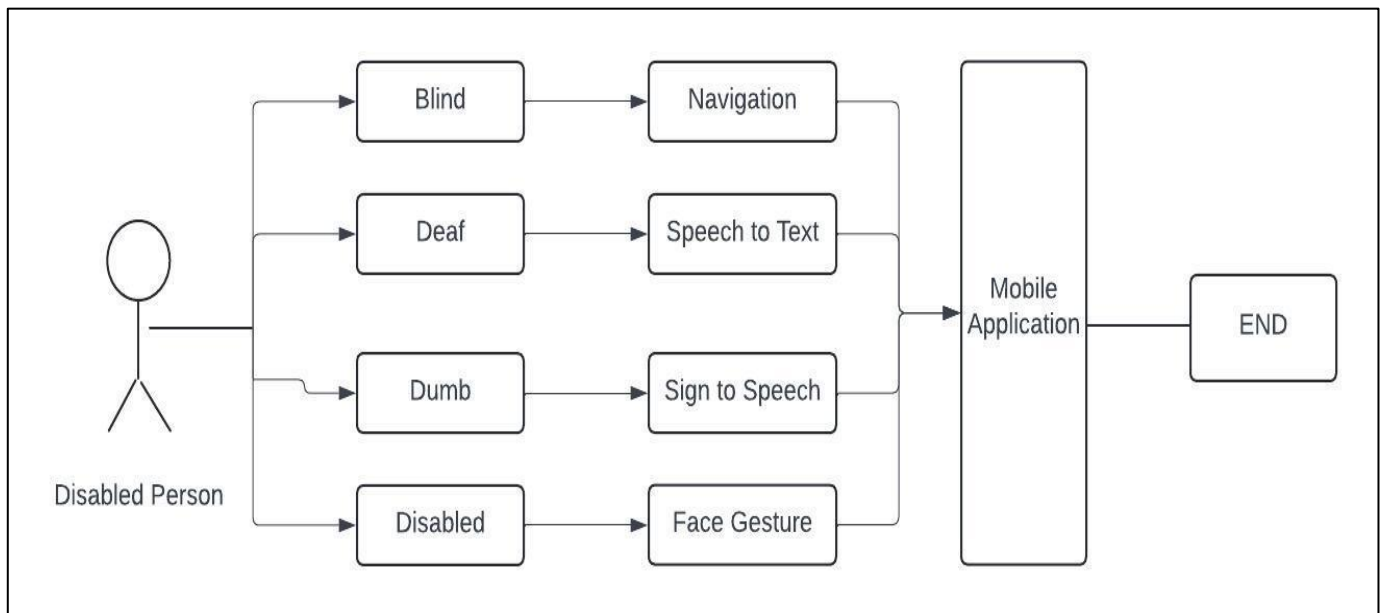 Blind
Navigation
Deaf
Speech to Text
Mobile
Application
END
Dumb
Sign to Speech
Disabled Person
Disabled
Face Gesture